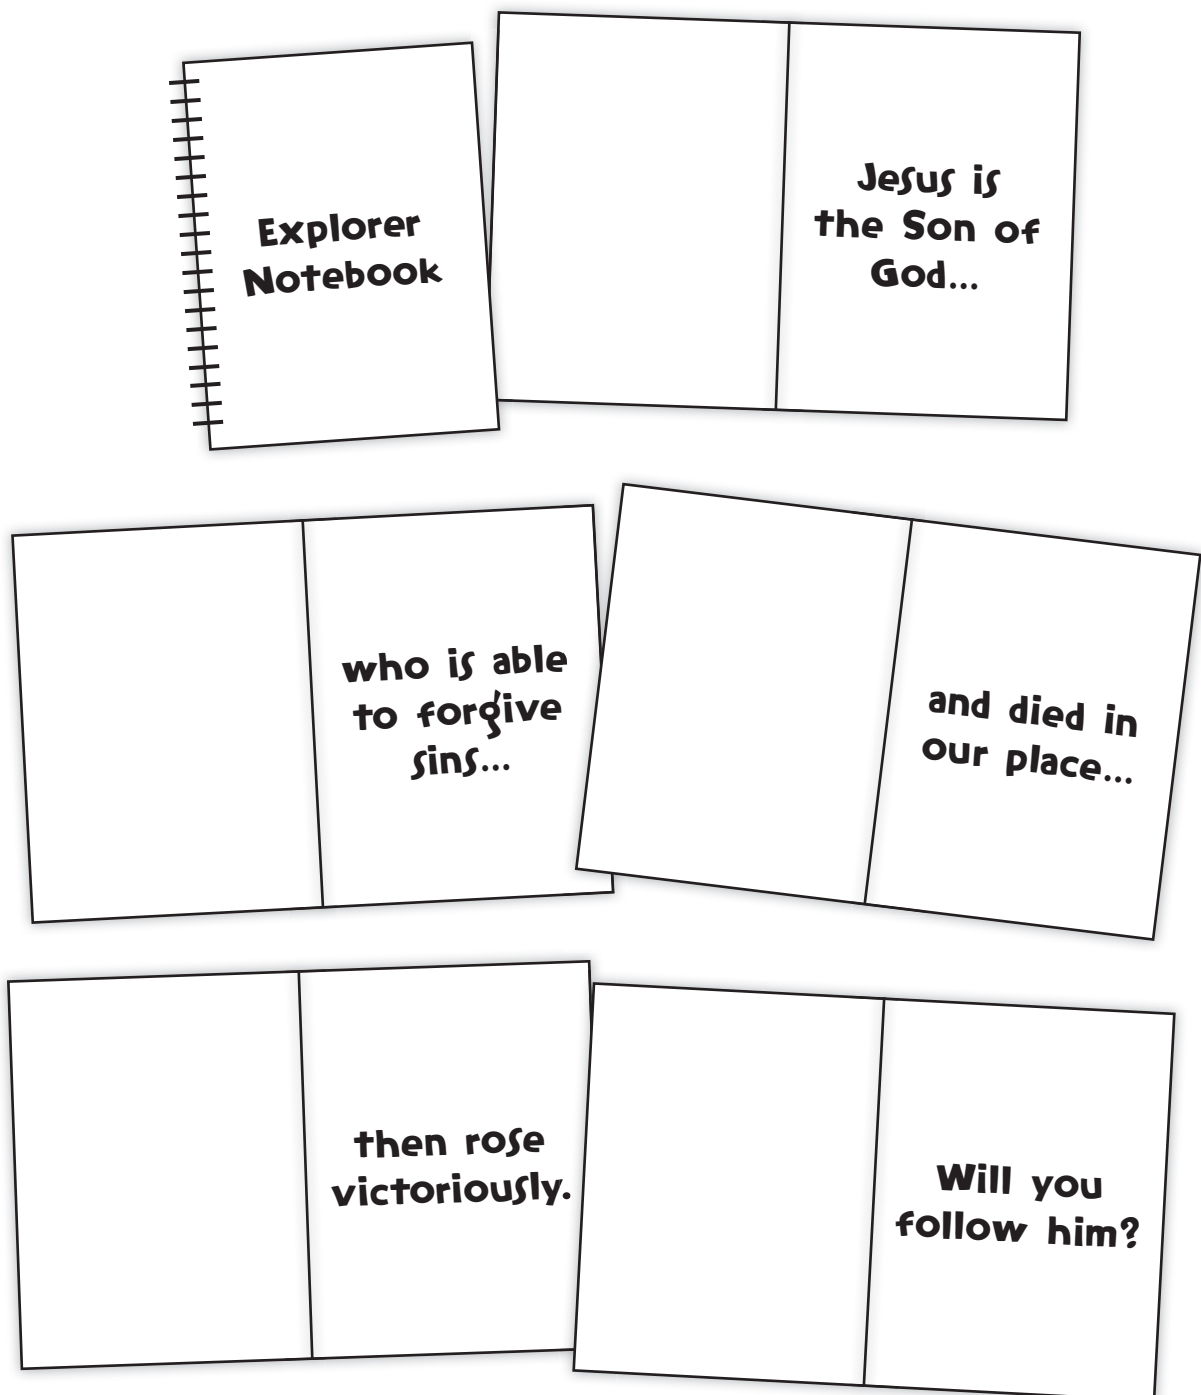 Explorer
Notebook
Jesus is
the Son of
God...
who is able
to forgive
sins...
and died in
our place...
then rose
victoriously.
Will you
follow him?